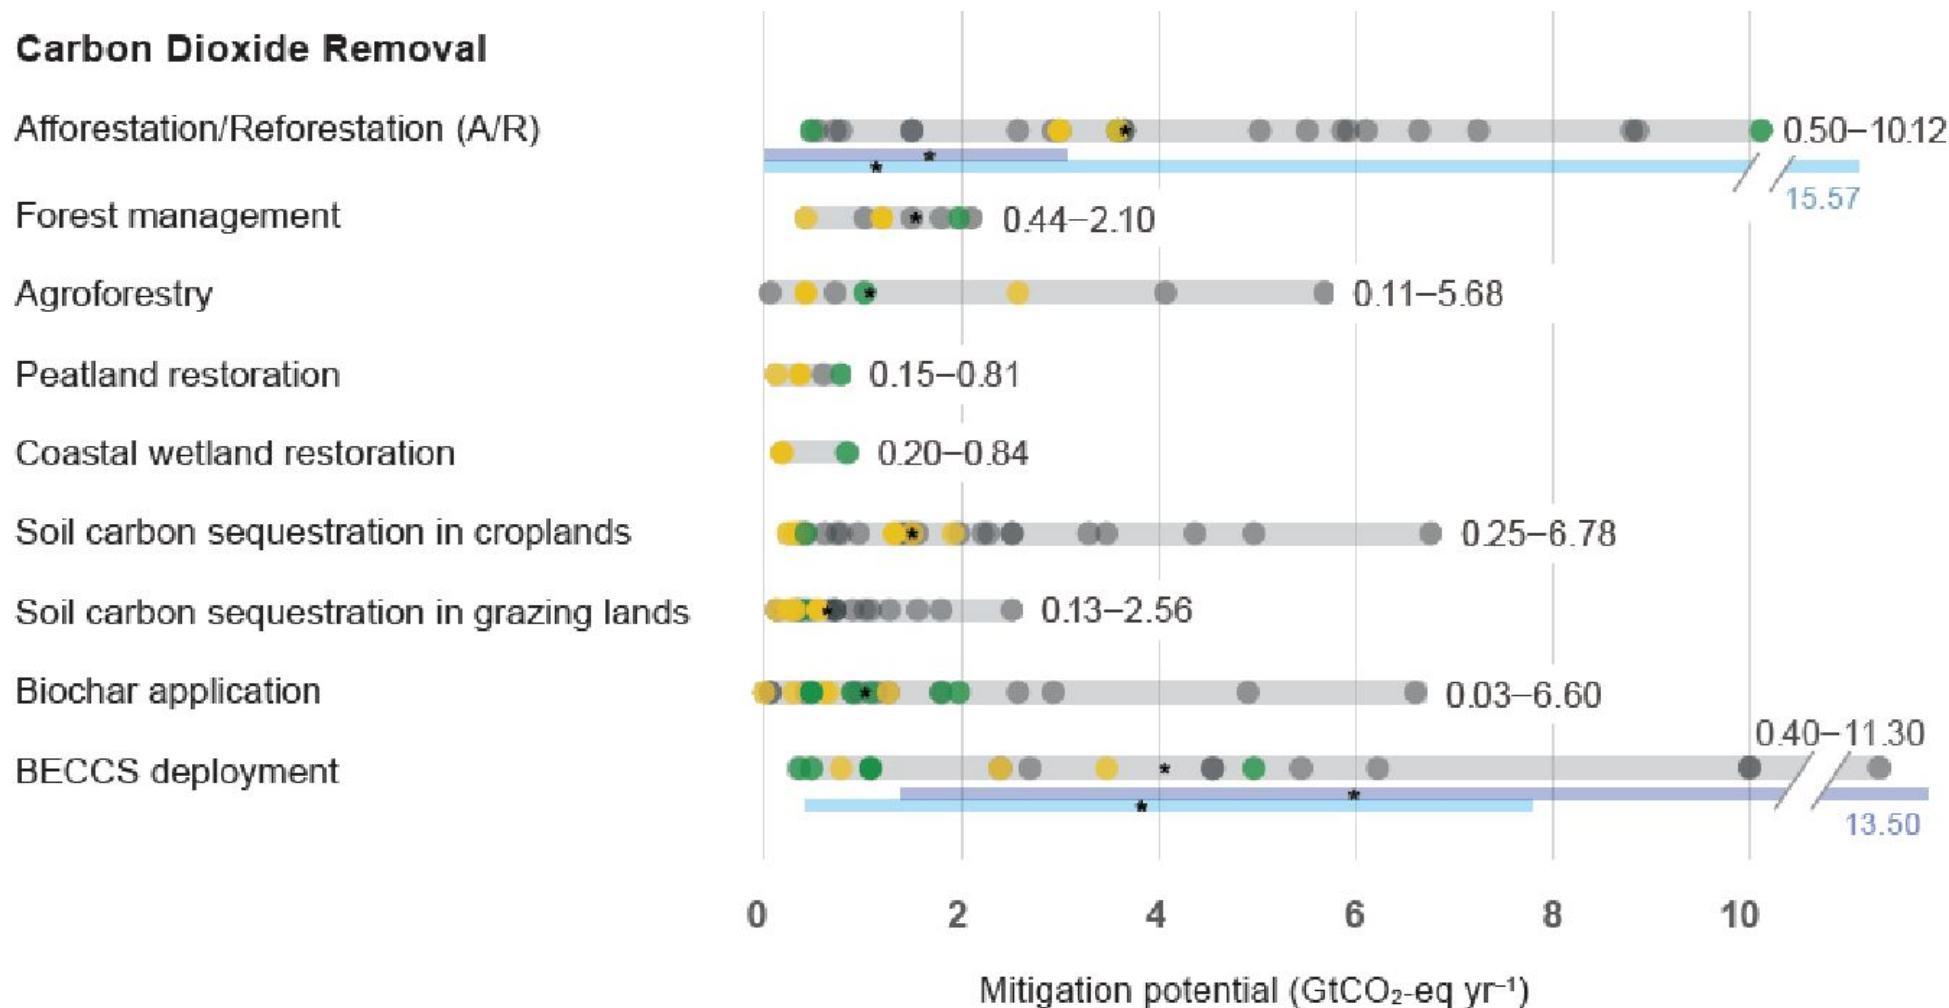 Carbon Dioxide Removal
Afforestation/Reforestation (A/R)
0.50–10.12
15.57
Forest management
0.44–2.10
Agroforestry
0.11–5.68
Peatland restoration
0.15–0.81
Coastal wetland restoration
0.20–0.84
Soil carbon sequestration in croplands
0.25–6.78
Soil carbon sequestration in grazing lands
0.13–2.56
Biochar application
0.03–6.60
BECCS deployment
0.40–11.30
13.50
0 2 4 6 8 10
Mitigation potential (GtCO₂-eq yr⁻¹)